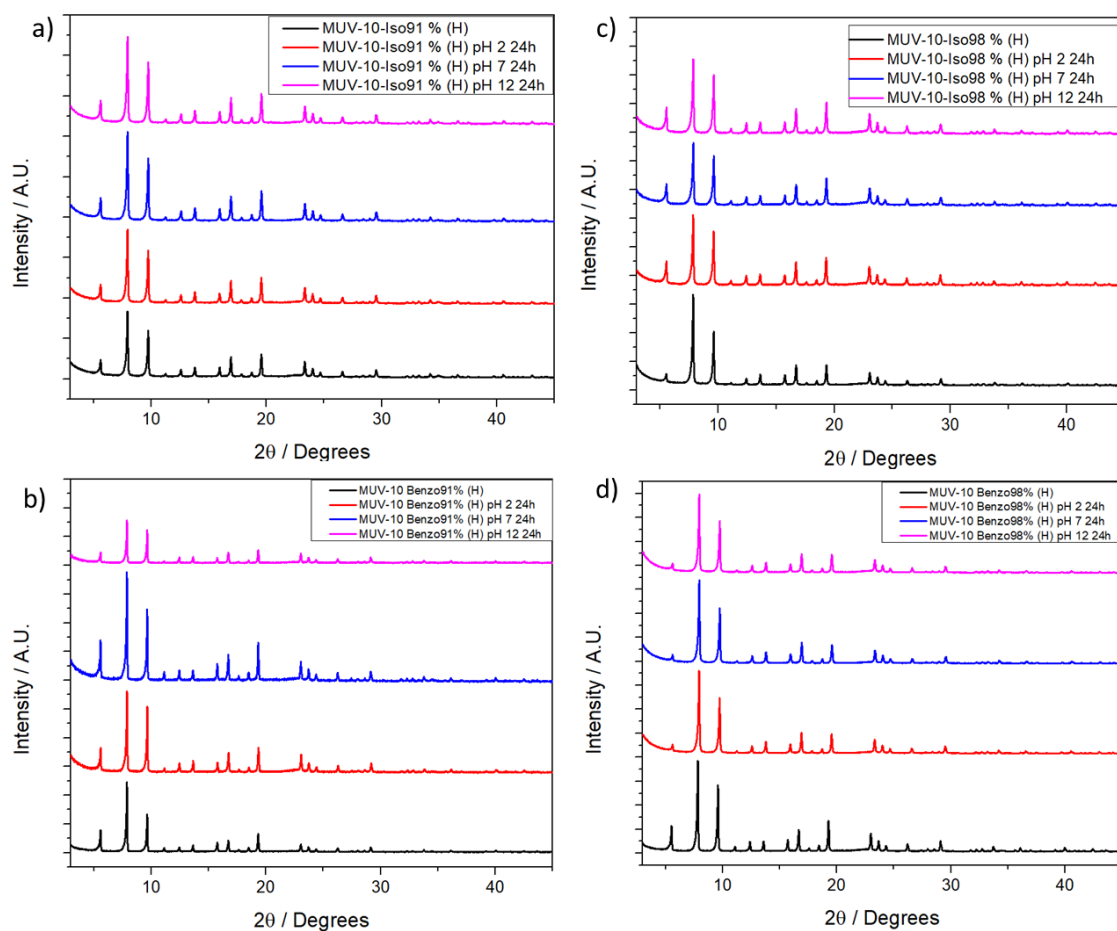 a)
MUV-10-Iso91 % (H)
MUV-10-Iso91 % (H) pH 2 24h
MUV-10-Iso91 % (H) pH 7 24h
MUV-10-Iso91 % (H) pH 12 24h
Intensity / A.U.
10 20 30 40
2θ / Degrees
c)
MUV-10-Iso98 % (H)
MUV-10-Iso98 % (H) pH 2 24h
MUV-10-Iso98 % (H) pH 7 24h
MUV-10-Iso98 % (H) pH 12 24h
Intensity / A.U.
10 20 30 40
2θ / Degrees
b)
MUV-10 Benzo91% (H)
MUV-10 Benzo91% (H) pH 2 24h
MUV-10 Benzo91% (H) pH 7 24h
MUV-10 Benzo91% (H) pH 12 24h
Intensity / A.U.
10 20 30 40
2θ / Degrees
d)
MUV-10 Benzo98% (H)
MUV-10 Benzo98% (H) pH 2 24h
MUV-10 Benzo98% (H) pH 7 24h
MUV-10 Benzo98% (H) pH 12 24h
Intensity / A.U.
10 20 30 40
2θ / Degrees